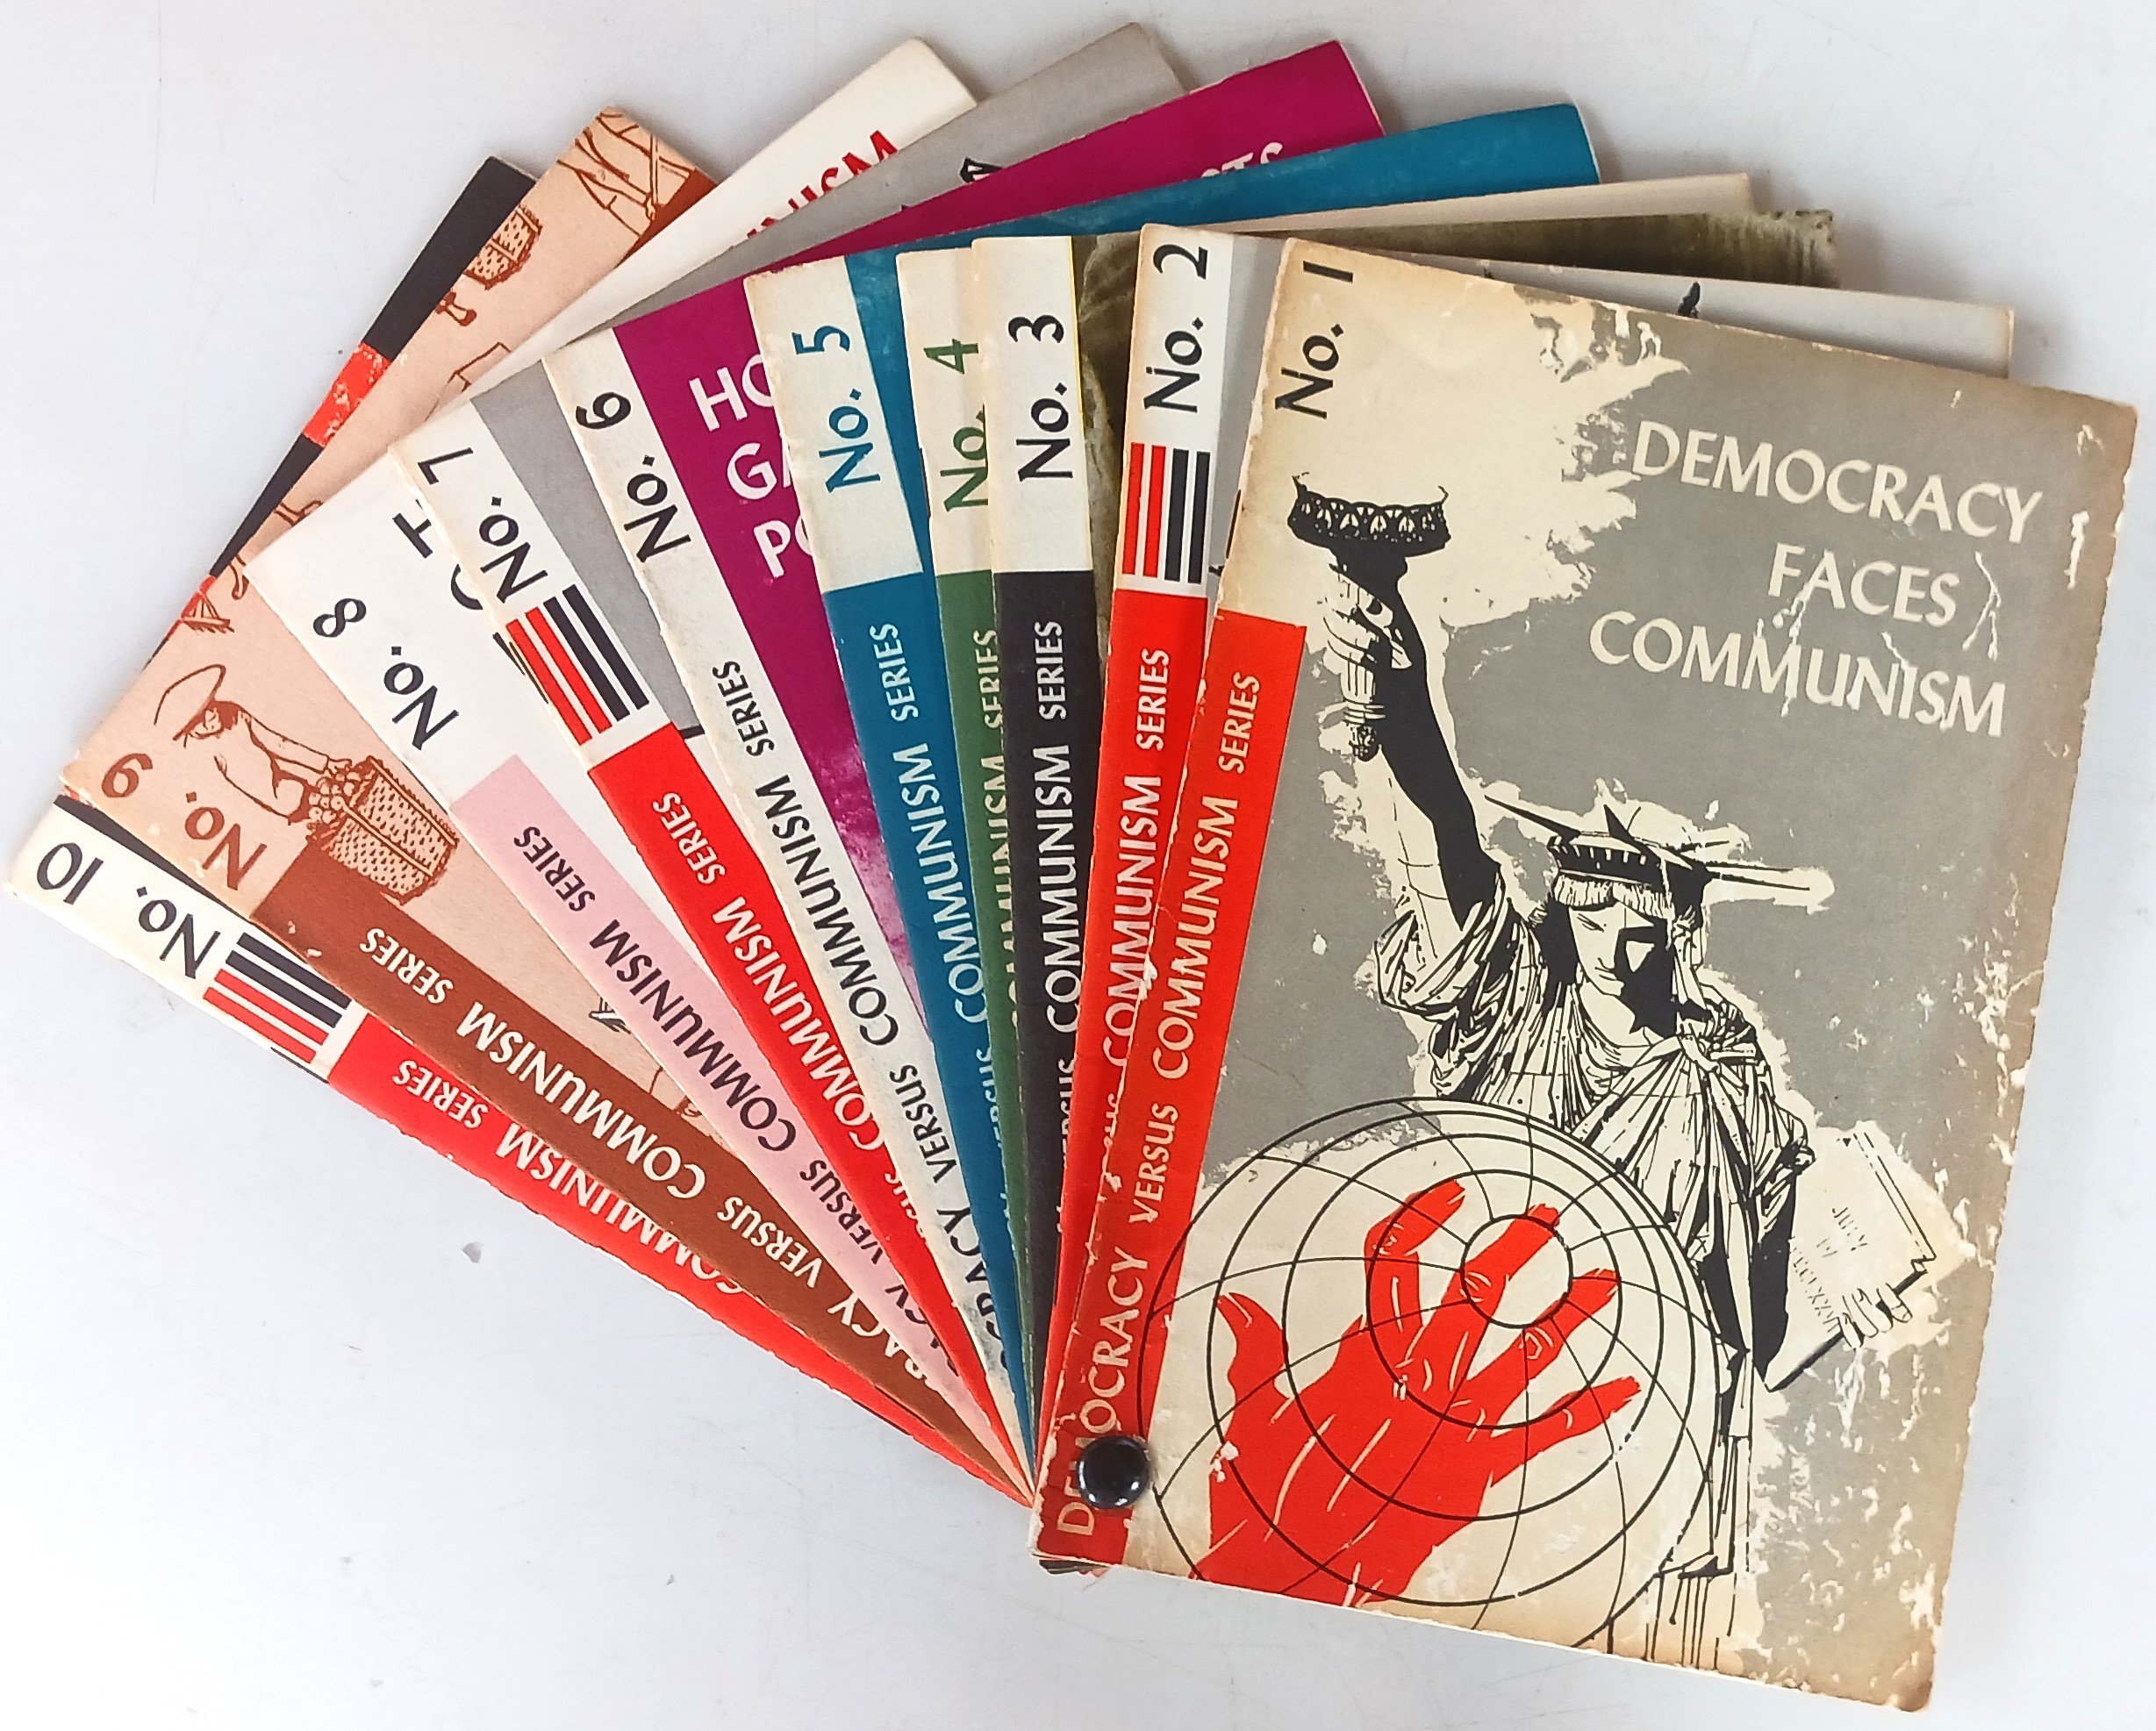 No. 1
DEMOCRACY
FACES
COMMUNISM
DEMOCRACY VERSUS COMMUNISM SERIES
No. 2
COMMUNISM SERIES
No. 3
VERSUS COMMUNISM SERIES
No. 4
COMMUNISM SERIES
No. 5
VERSUS COMMUNISM SERIES
No. 6
VERSUS COMMUNISM SERIES
No. 7
COMMUNISM SERIES
No. 8
VERSUS COMMUNISM SERIES
No. 9
VERSUS COMMUNISM SERIES
No. 10
COMMUNISM SERIES